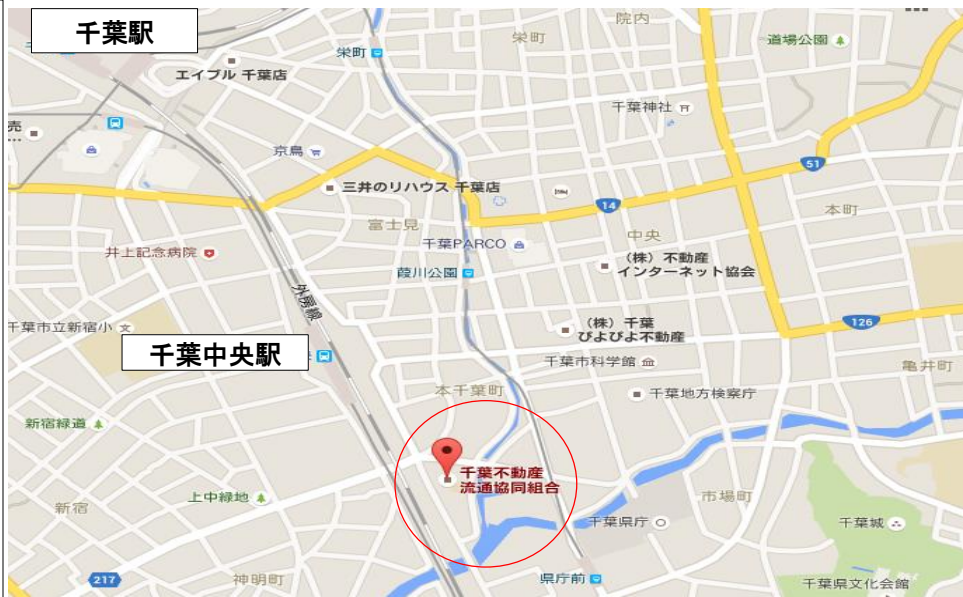 千葉駅
院内
栄町
栄町
道場公園
エイブル 千葉店
千葉神社
売
...
京鳥
51
三井のリハウス 千葉店
14
本町
富士見
中央
千葉PARCO
井上記念病院
(株) 不動産
インターネット協会
葭川公園
外房線
126
千葉市立新宿小
(株) 千葉
ぴよぴよ不動産
千葉中央駅
千葉市科学館
亀井町
本千葉町
千葉地方検察庁
新宿緑道
千葉不動産
流通協同組合
上中緑地
市場町
新宿
千葉県庁
千葉城
217
神明町
県庁前
千葉県文化会館